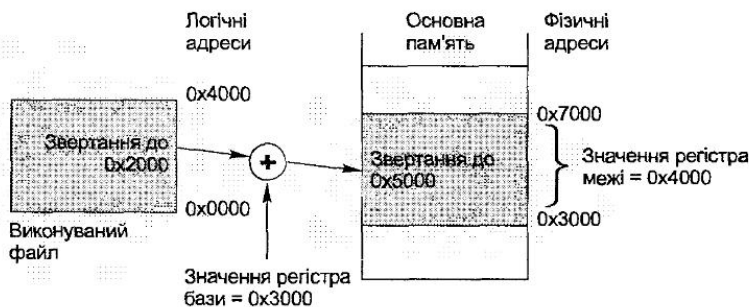 Логічні
адреси
Основна
пам'ять
Фізичні
адреси
0x4000
0x7000
Звертання до
0x2000
+
Звертання до
0x5000
Значення регістра
межі = 0x4000
0x0000
0x3000
Виконуваний
файл
Значення регістра
бази = 0x3000